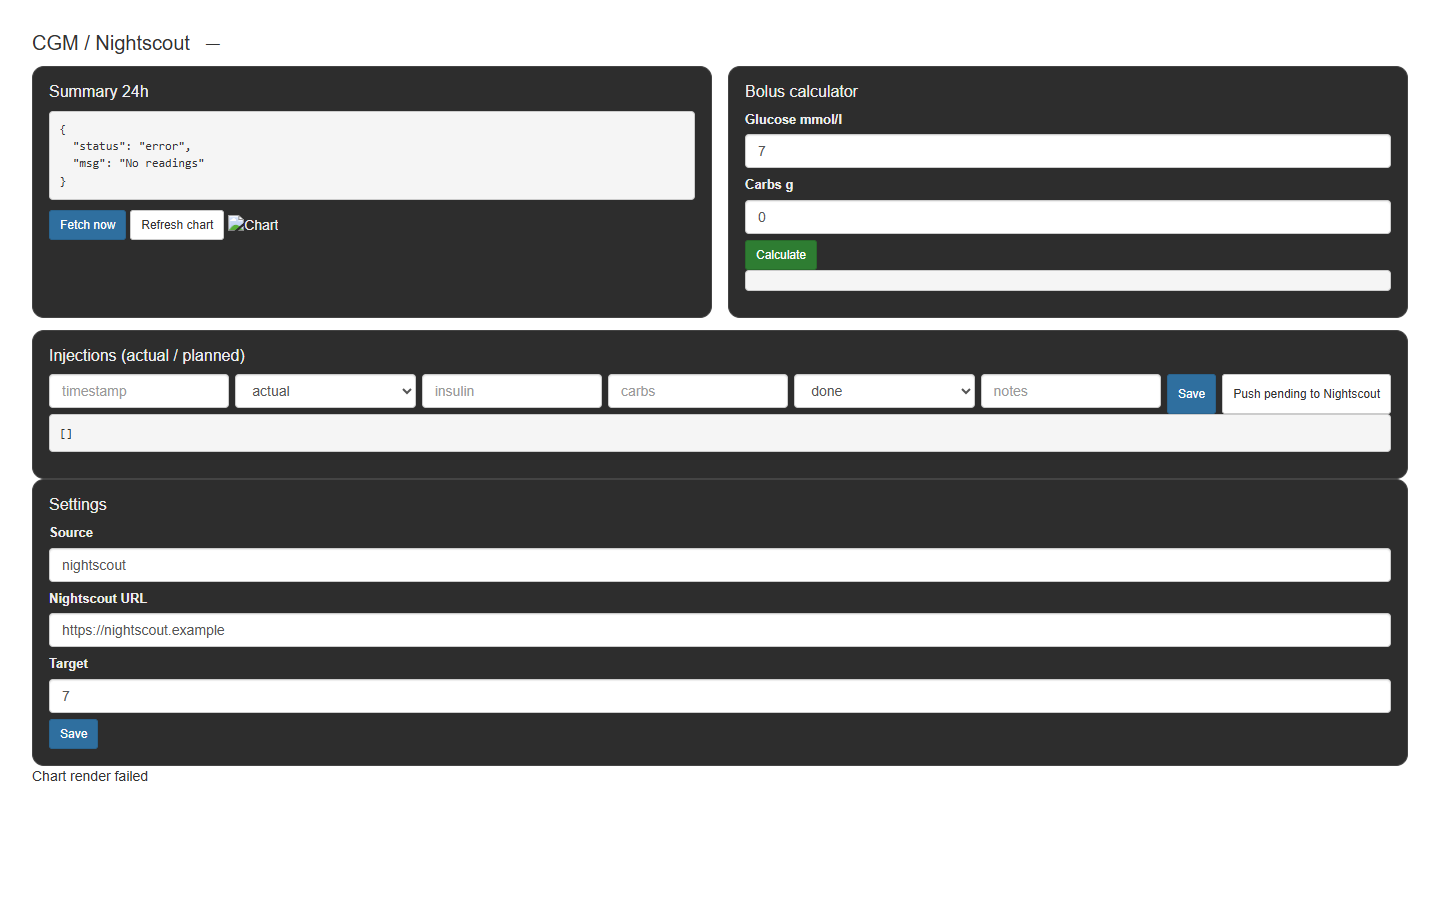 CGM / Nightscout —
Summary 24h
{
"status": "error",
"msg": "No readings"
}
Fetch now Refresh chart Chart
Bolus calculator
Glucose mmol/l
7
Carbs g
0
Calculate
Injections (actual / planned)
timestamp actual insulin carbs done notes Save Push pending to Nightscout
[]
Settings
Source
nightscout
Nightscout URL
https://nightscout.example
Target
7
Save
Chart render failed